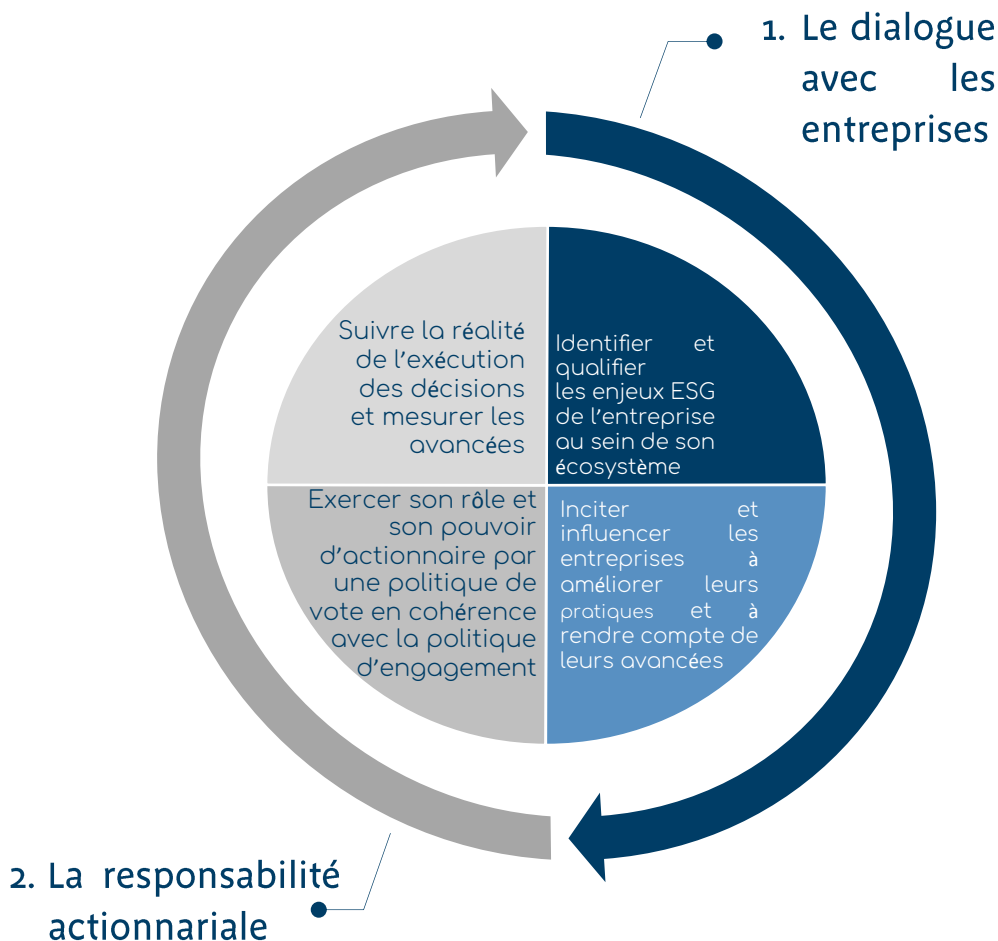 1. Le dialogue
avec les
entreprises
Suivre la réalité
de l'exécution
des décisions
et mesurer les
avancées
Identifier et
qualifier
les enjeux ESG
de l'entreprise
au sein de son
écosystème
Exercer son rôle et
son pouvoir
d'actionnaire par
une politique de
vote en cohérence
avec la politique
d'engagement
Inciter et
influencer les
entreprises à
améliorer leurs
pratiques et à
rendre compte de
leurs avancées
2. La responsabilité
actionnariale